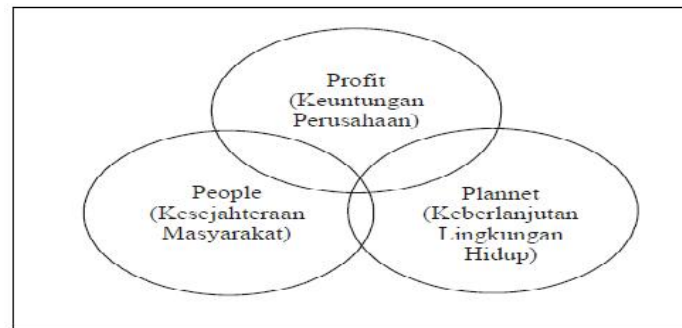 Profit
(Keuntungan
Perusahaan)
People
(Kesejahteraan
Masyarakat)
Plannet
(Keberlanjutan
Lingkungan
Hidup)